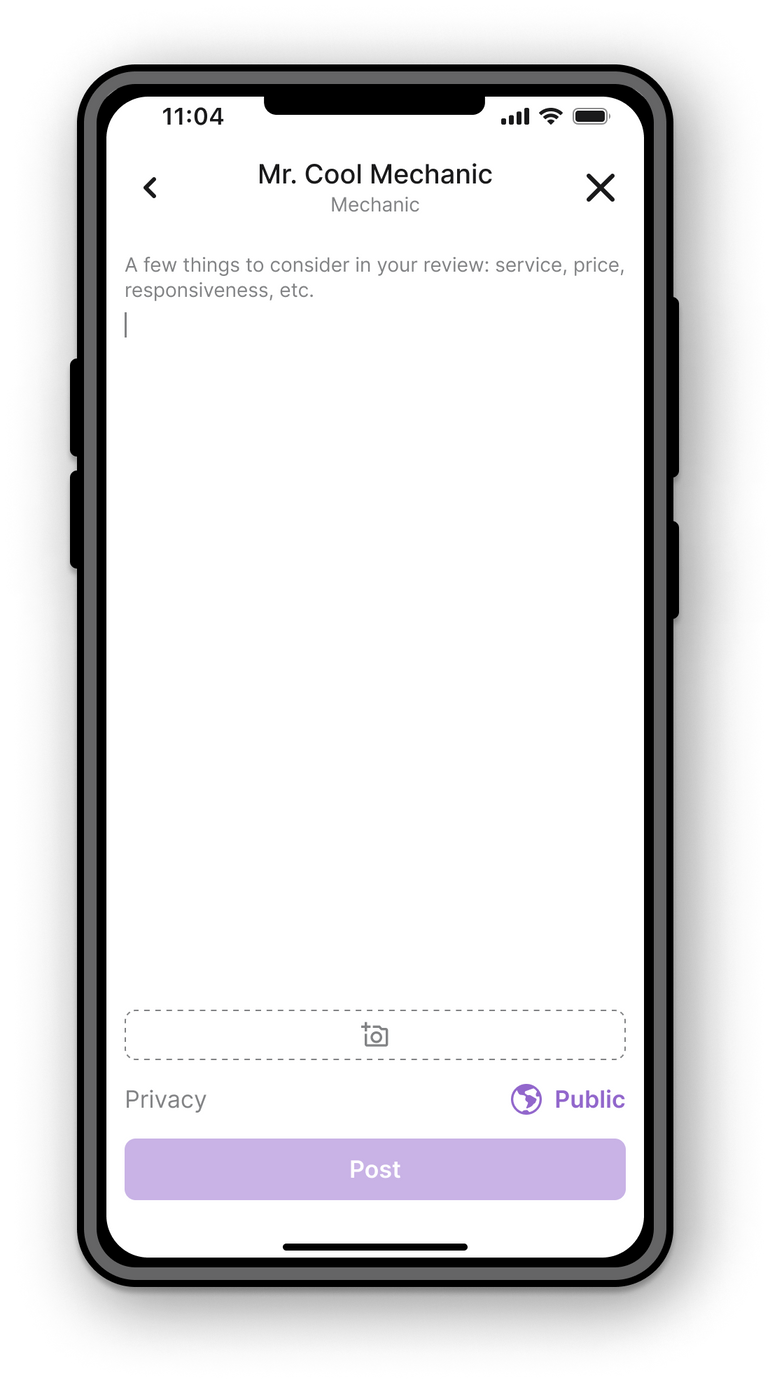 11:04
Mr. Cool Mechanic
Mechanic
A few things to consider in your review: service, price,
responsiveness, etc.
Privacy
Public
Post